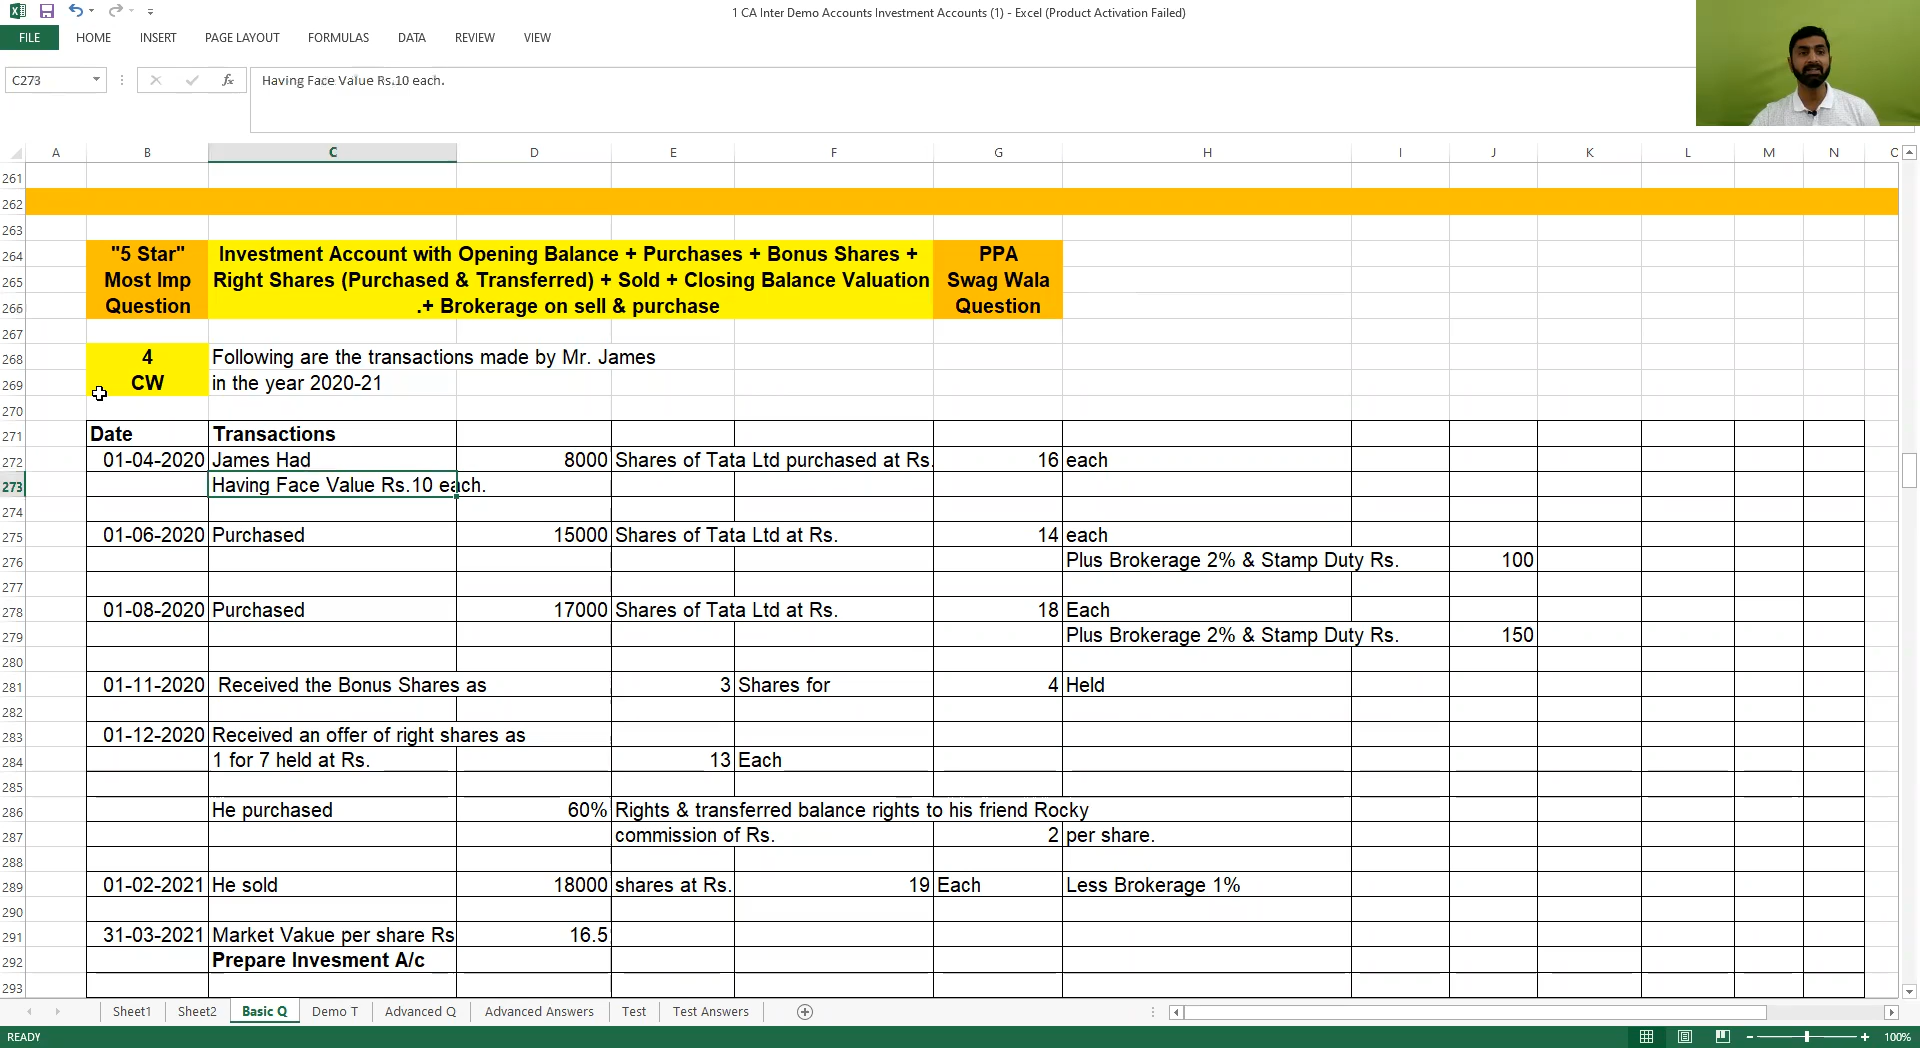 1 CA Inter Demo Accounts Investment Accounts (1) - Excel (Product Activation Failed)
FILE HOME INSERT PAGE LAYOUT FORMULAS DATA REVIEW VIEW
C273 fx Having Face Value Rs.10 each.
A B C D E F G H I J K L M N
261
262
263
264 "5 Star" Investment Account with Opening Balance + Purchases + Bonus Shares + PPA
265 Most Imp Right Shares (Purchased & Transferred) + Sold + Closing Balance Valuation Swag Wala
266 Question .+ Brokerage on sell & purchase Question
267
268 4 Following are the transactions made by Mr. James
269 CW in the year 2020-21
270
271 Date Transactions
272 01-04-2020 James Had 8000 Shares of Tata Ltd purchased at Rs. 16 each
273 Having Face Value Rs.10 each.
274
275 01-06-2020 Purchased 15000 Shares of Tata Ltd at Rs. 14 each
276 Plus Brokerage 2% & Stamp Duty Rs. 100
277
278 01-08-2020 Purchased 17000 Shares of Tata Ltd at Rs. 18 Each
279 Plus Brokerage 2% & Stamp Duty Rs. 150
280
281 01-11-2020 Received the Bonus Shares as 3 Shares for 4 Held
282
283 01-12-2020 Received an offer of right shares as
284 1 for 7 held at Rs. 13 Each
285
286 He purchased 60% Rights & transferred balance rights to his friend Rocky
287 commission of Rs. 2 per share.
288
289 01-02-2021 He sold 18000 shares at Rs. 19 Each Less Brokerage 1%
290
291 31-03-2021 Market Vakue per share Rs 16.5
292 Prepare Invesment A/c
293
Sheet1 Sheet2 Basic Q Demo T Advanced Q Advanced Answers Test Test Answers
READY 100%